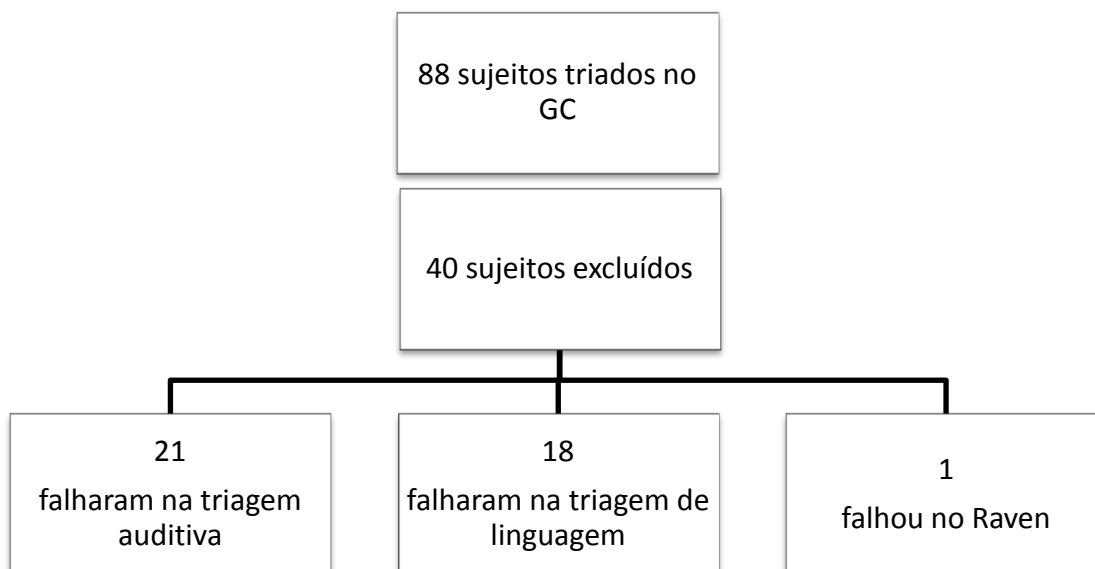 88 sujeitos triados no
GC
40 sujeitos excluídos
21
falharam na triagem
auditiva
18
falharam na triagem de
linguagem
1
falhou no Raven